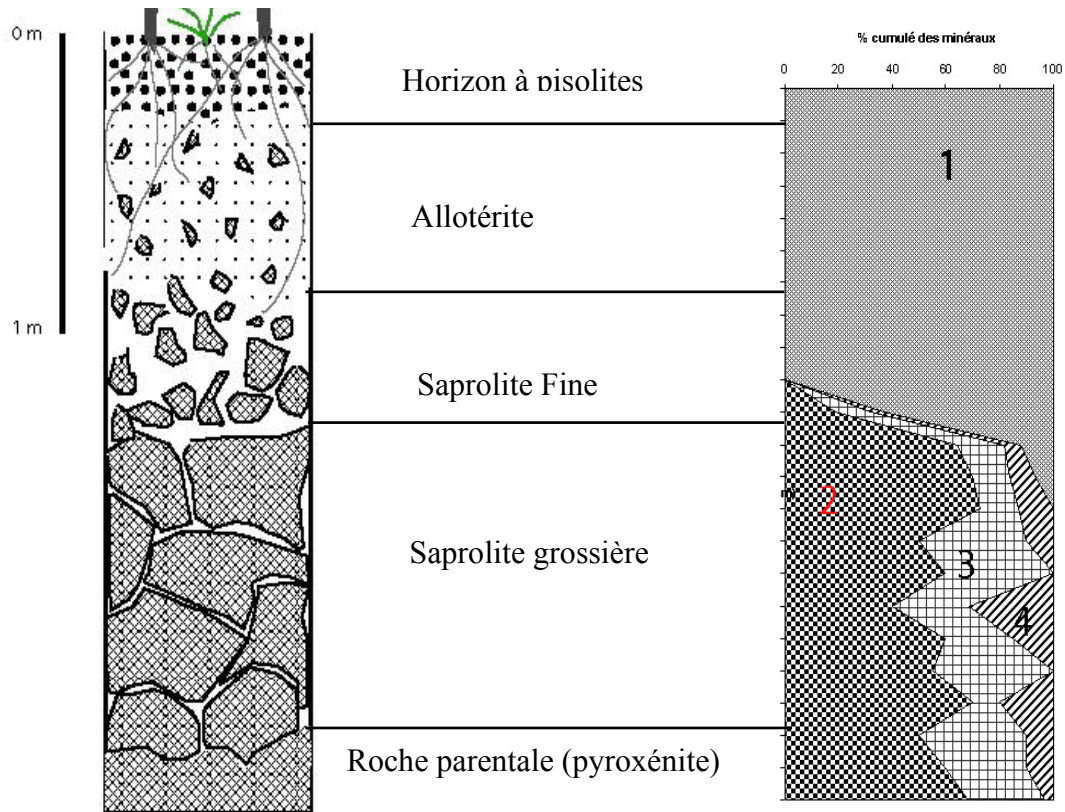 0 m
% cumulé des minéraux
0 20 40 60 80 100
Horizon à pisolites
1
Allotérite
1 m
Saprolite Fine
2
m
Saprolite grossière
3
4
Roche parentale (pyroxénite)